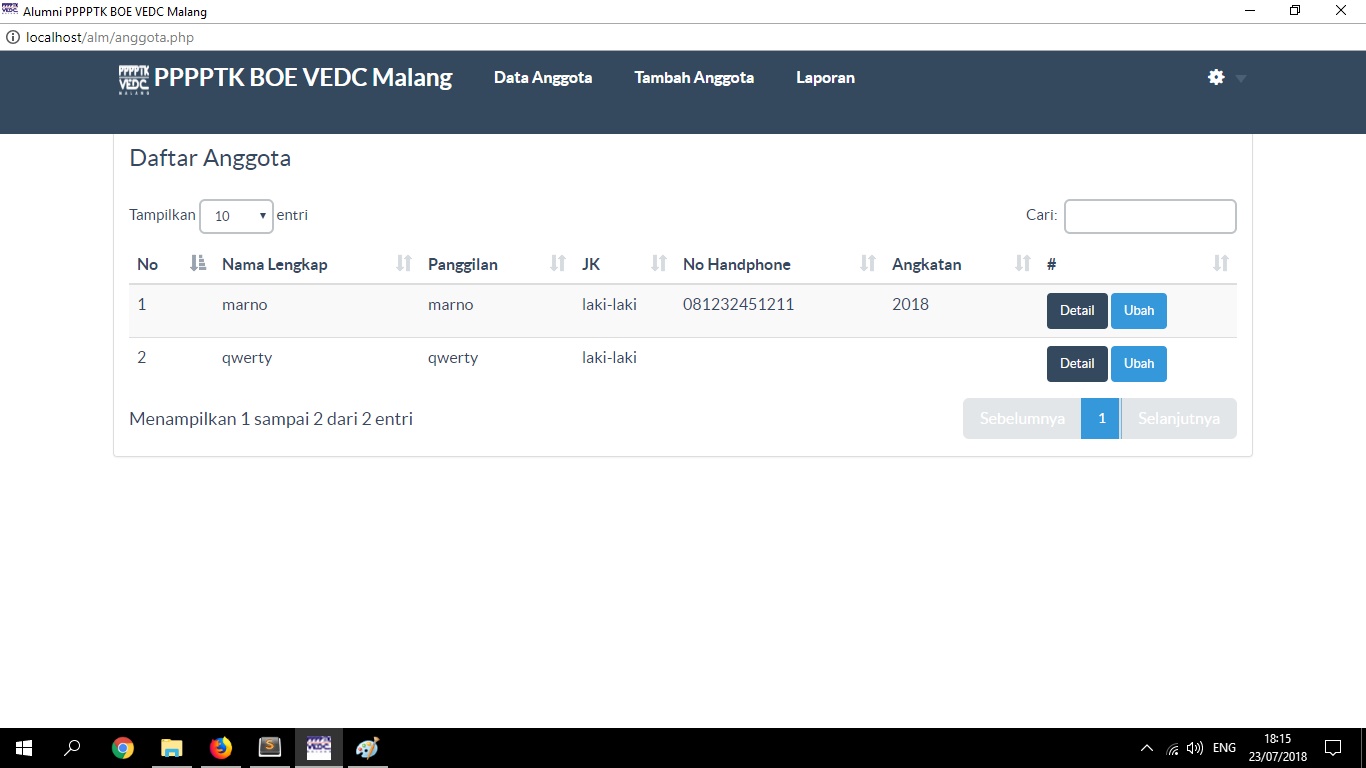 Alumni PPPPTK BOE VEDC Malang
localhost/alm/anggota.php
PPPPTK VEDC MALANG PPPPTK BOE VEDC Malang Data Anggota Tambah Anggota Laporan
Daftar Anggota
Tampilkan 10 entri Cari:
No Nama Lengkap Panggilan JK No Handphone Angkatan #
1 marno marno laki-laki 081232451211 2018 Detail Ubah
2 qwerty qwerty laki-laki Detail Ubah
Menampilkan 1 sampai 2 dari 2 entri Sebelumnya 1 Selanjutnya
ENG 18:15
23/07/2018